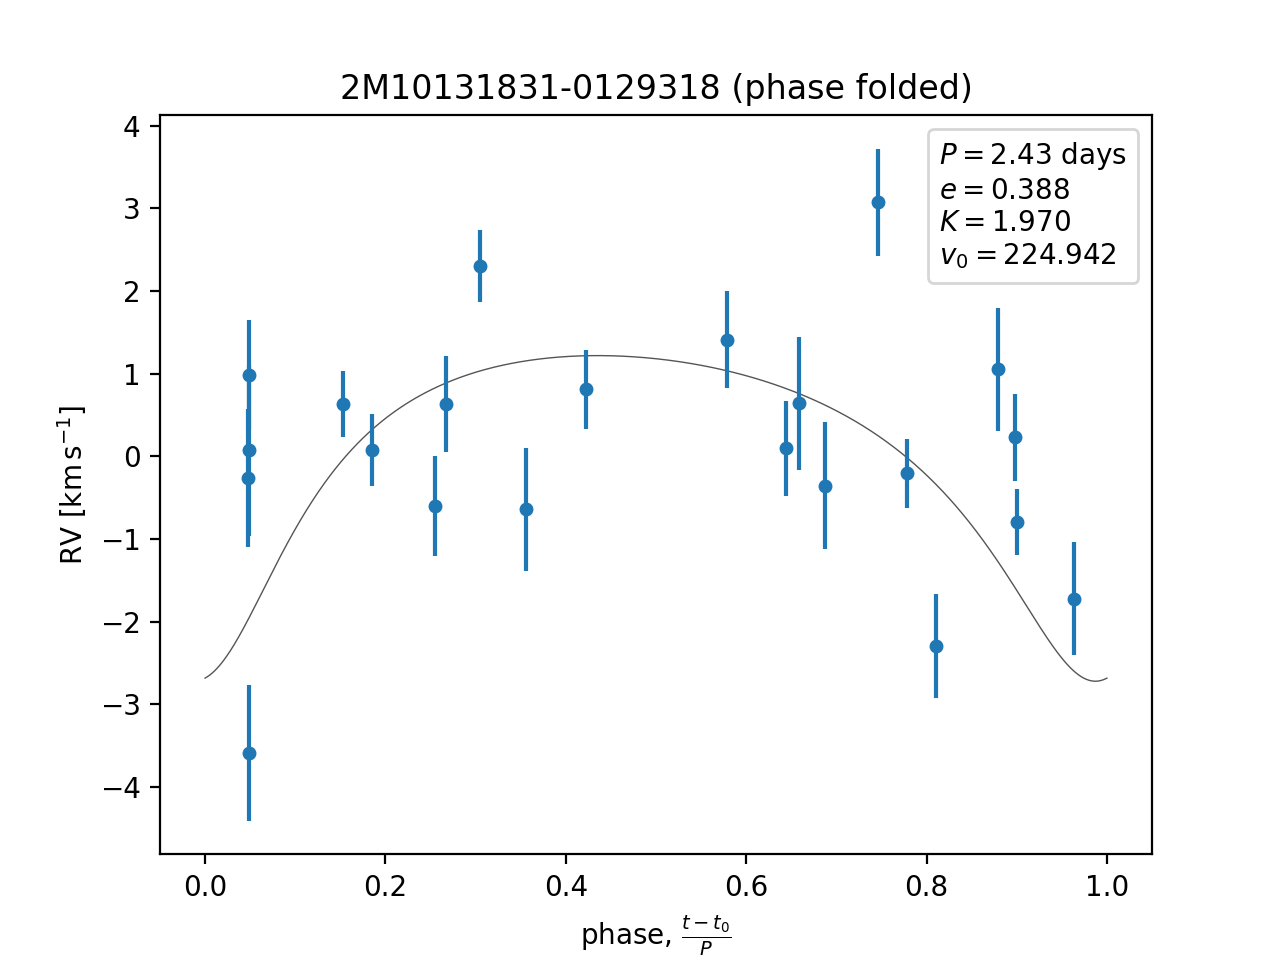 2M10131831-0129318 (phase folded)
P = 2.43 days
e = 0.388
K = 1.970
v₀ = 224.942
4
3
2
1
0
−1
−2
−3
−4
RV [km s⁻¹]
0.0 0.2 0.4 0.6 0.8 1.0
phase, (t − t₀)/P